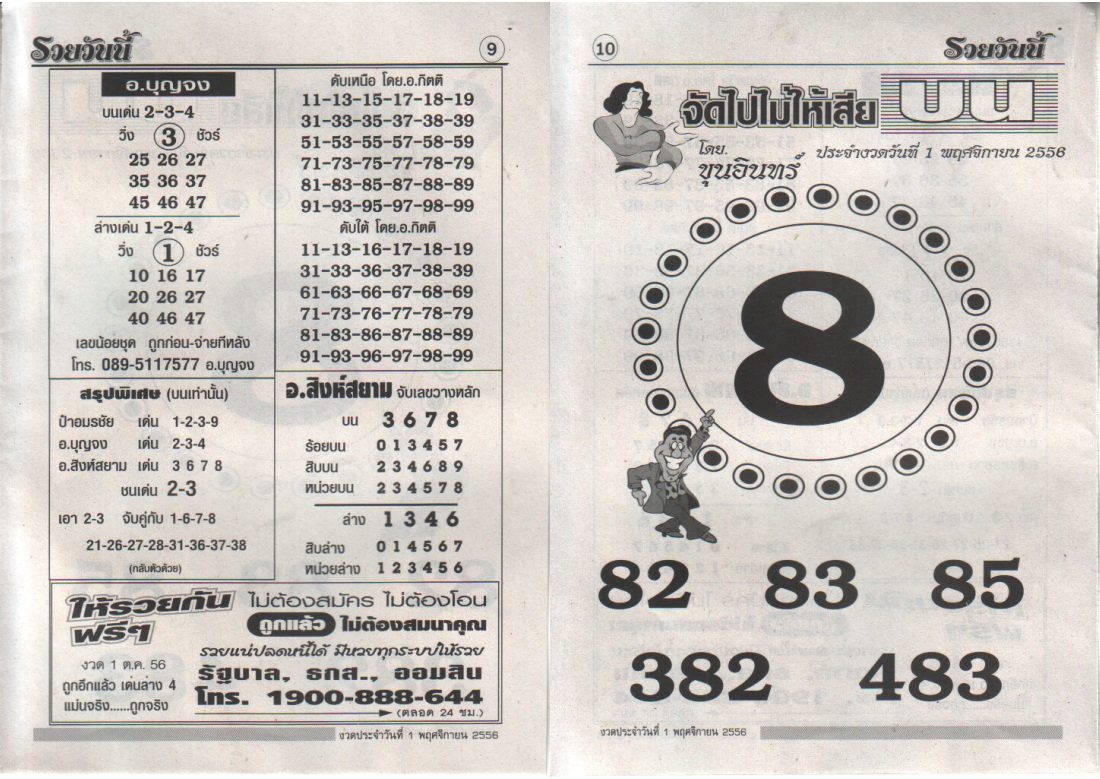 รวยวันนี้
9
อ.บุญจง
บนเด่น 2-3-4
วิ่ง 3 ชัวร์
25 26 27
35 36 37
45 46 47
ล่างเด่น 1-2-4
วิ่ง 1 ชัวร์
10 16 17
20 26 27
40 46 47
เลขน้อยชุด ถูกก่อน-จ่ายทีหลัง
โทร. 089-5117577 อ.บุญจง
ดับเหนือ โดย.อ.กิตติ
11-13-15-17-18-19
31-33-35-37-38-39
51-53-55-57-58-59
71-73-75-77-78-79
81-83-85-87-88-89
91-93-95-97-98-99
ดับใต้ โดย.อ.กิตติ
11-13-16-17-18-19
31-33-36-37-38-39
61-63-66-67-68-69
71-73-76-77-78-79
81-83-86-87-88-89
91-93-96-97-98-99
สรุปพิเศษ (บนเท่านั้น)
ป๋าอมรชัย เด่น 1-2-3-9
อ.บุญจง เด่น 2-3-4
อ.สิงห์สยาม เด่น 3 6 7 8
ชนเด่น 2-3
เอา 2-3 จับคู่กับ 1-6-7-8
21-26-27-28-31-36-37-38
(กลับตัวด้วย)
อ.สิงห์สยาม จับเลขวางหลัก
บน 3 6 7 8
ร้อยบน 0 1 3 4 5 7
สิบบน 2 3 4 6 8 9
หน่วยบน 2 3 4 5 7 8
ล่าง 1 3 4 6
สิบล่าง 0 1 4 5 6 7
หน่วยล่าง 1 2 3 4 5 6
ให้รวยกัน
ฟรีๆ
งวด 1 ต.ค. 56
ถูกอีกแล้ว เด่นล่าง 4
แม่นจริง......ถูกจริง
ไม่ต้องสมัคร ไม่ต้องโอน
ถูกแล้ว ไม่ต้องสมนาคุณ
รวยแน่ปลดหนี้ได้ มีหวยทุกระบบให้รวย
รัฐบาล, ธกส., ออมสิน
โทร. 1900-888-644
(ตลอด 24 ชม.)
งวดประจำวันที่ 1 พฤศจิกายน 2556
10
รวยวันนี้
จัดไปไม่ให้เสีย บน
โดย.
ขุนอินทร์
ประจำงวดวันที่ 1 พฤศจิกายน 2556
8
82 83 85
382 483
งวดประจำวันที่ 1 พฤศจิกายน 2556